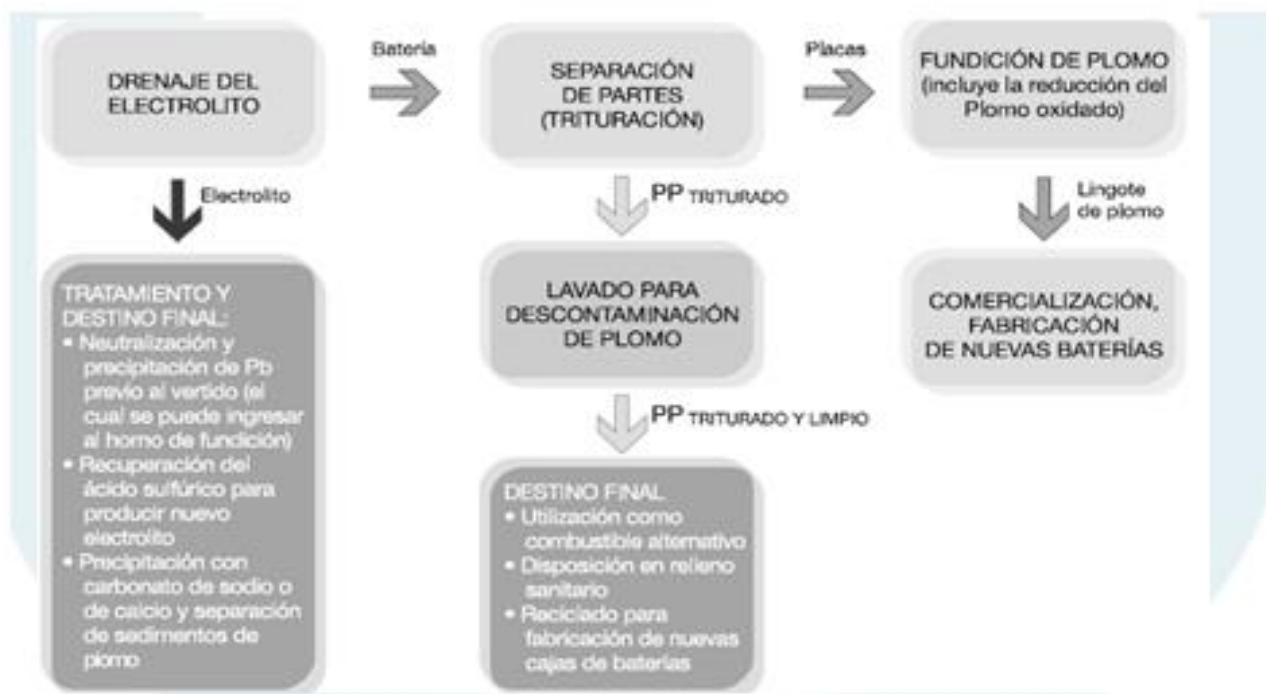 DRENAJE DEL
ELECTROLITO
Batería
SEPARACIÓN
DE PARTES
(TRITURACIÓN)
Placas
FUNDICIÓN DE PLOMO
(incluye la reducción del
Plomo oxidado)
Electrolito
PP TRITURADO
Lingote
de plomo
TRATAMIENTO Y
DESTINO FINAL:
• Neutralización y
precipitación de Pb
previo al vertido (el
cual se puede ingresar
al horno de fundición)
• Recuperación del
ácido sulfúrico para
producir nuevo
electrolito
• Precipitación con
carbonato de sodio o
de calcio y separación
de sedimentos de
plomo
LAVADO PARA
DESCONTAMINACIÓN
DE PLOMO
PP TRITURADO Y LIMPIO
DESTINO FINAL
• Utilización como
combustible alternativo
• Disposición en relleno
sanitario
• Reciclado para
fabricación de nuevas
cajas de baterías
COMERCIALIZACIÓN,
FABRICACIÓN
DE NUEVAS BATERÍAS